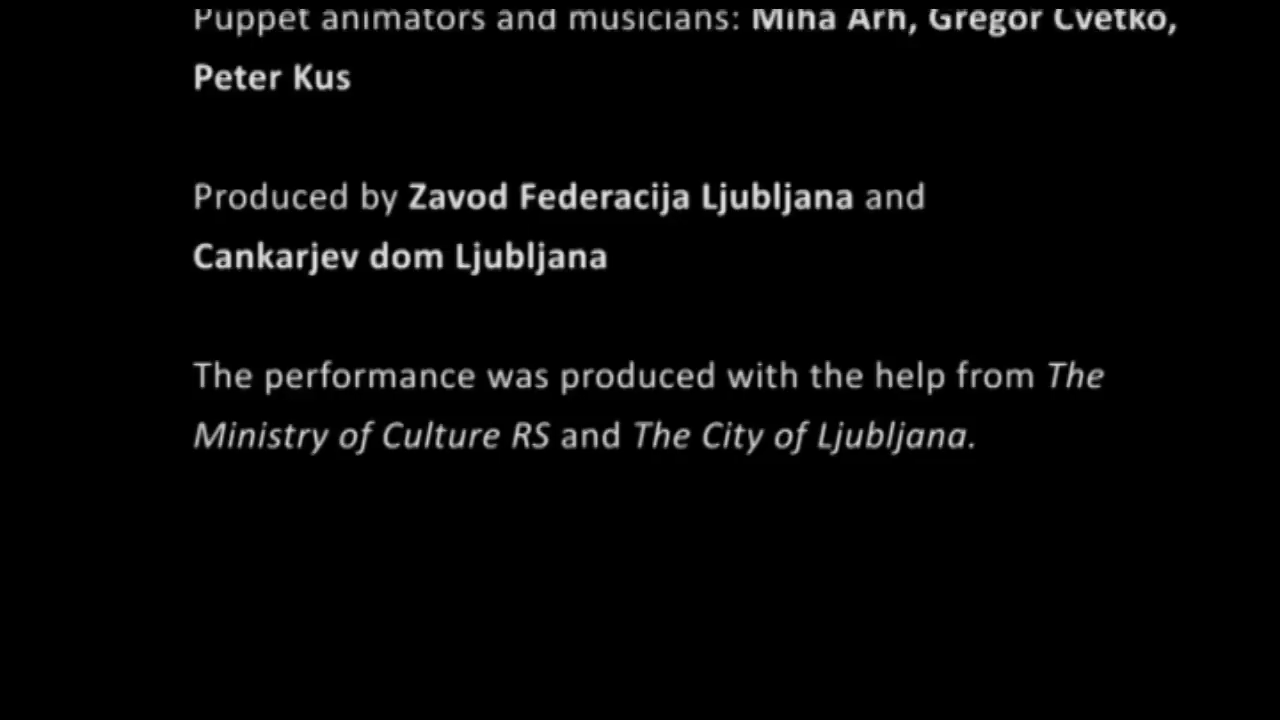 Puppet animators and musicians: Miha Arh, Gregor Cvetko,
Peter Kus
Produced by Zavod Federacija Ljubljana and
Cankarjev dom Ljubljana
The performance was produced with the help from The
Ministry of Culture RS and The City of Ljubljana.